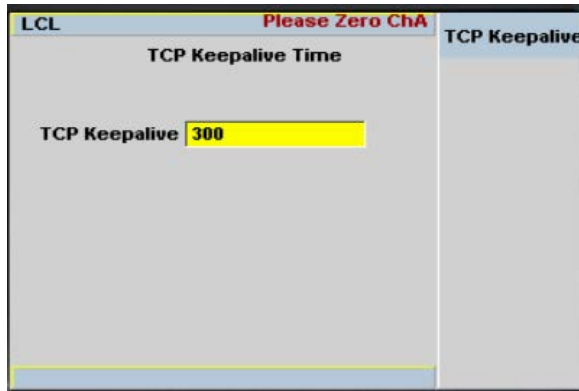 LCL Please Zero ChA
TCP Keepalive
TCP Keepalive Time
TCP Keepalive 300